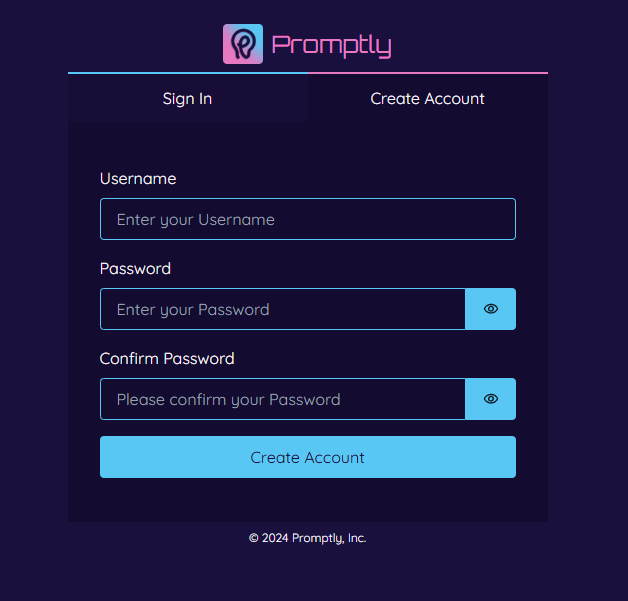 Promptly
Sign In
Create Account
Username
Enter your Username
Password
Enter your Password
Confirm Password
Please confirm your Password
Create Account
© 2024 Promptly, Inc.